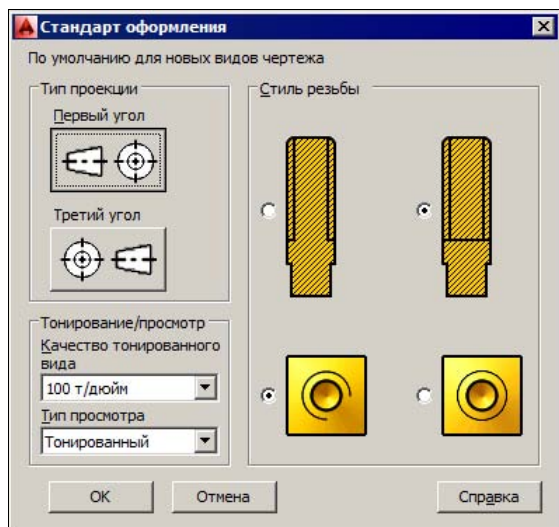 Стандарт оформления
По умолчанию для новых видов чертежа
Тип проекции
Первый угол
Третий угол
Стиль резьбы
Тонирование/просмотр
Качество тонированного
вида
100 т/дюйм
Тип просмотра
Тонированный
ОК
Отмена
Справка